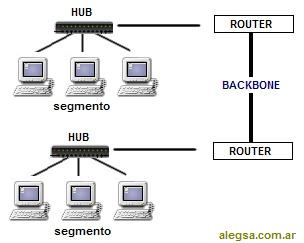 HUB
ROUTER
segmento
BACKBONE
HUB
ROUTER
segmento
alegsa.com.ar